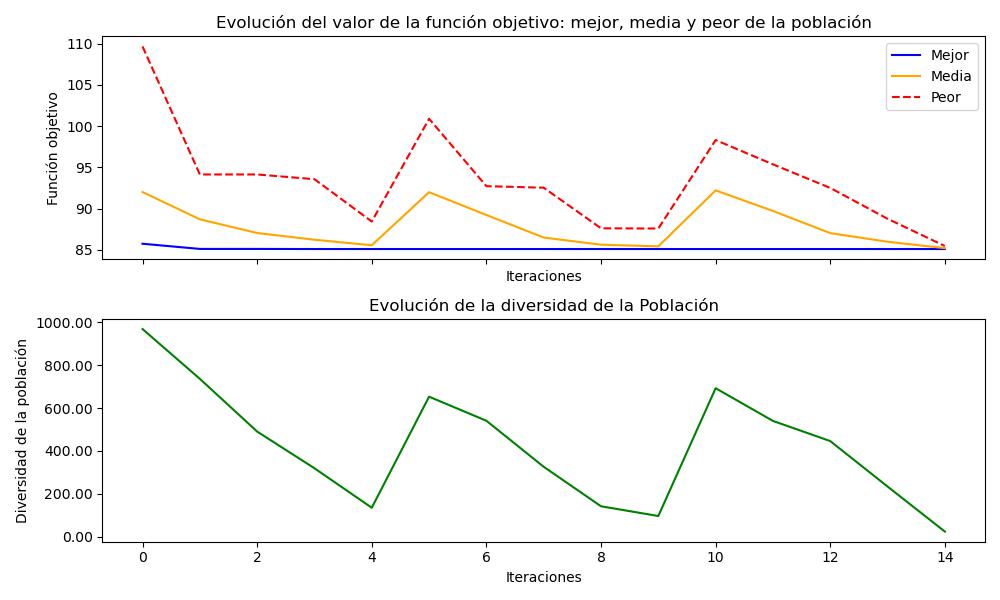 Evolución del valor de la función objetivo: mejor, media y peor de la población
Función objetivo
110
105
100
95
90
85
Mejor
Media
Peor
Iteraciones
Evolución de la diversidad de la Población
Diversidad de la población
1000.00
800.00
600.00
400.00
200.00
0.00
0 2 4 6 8 10 12 14
Iteraciones